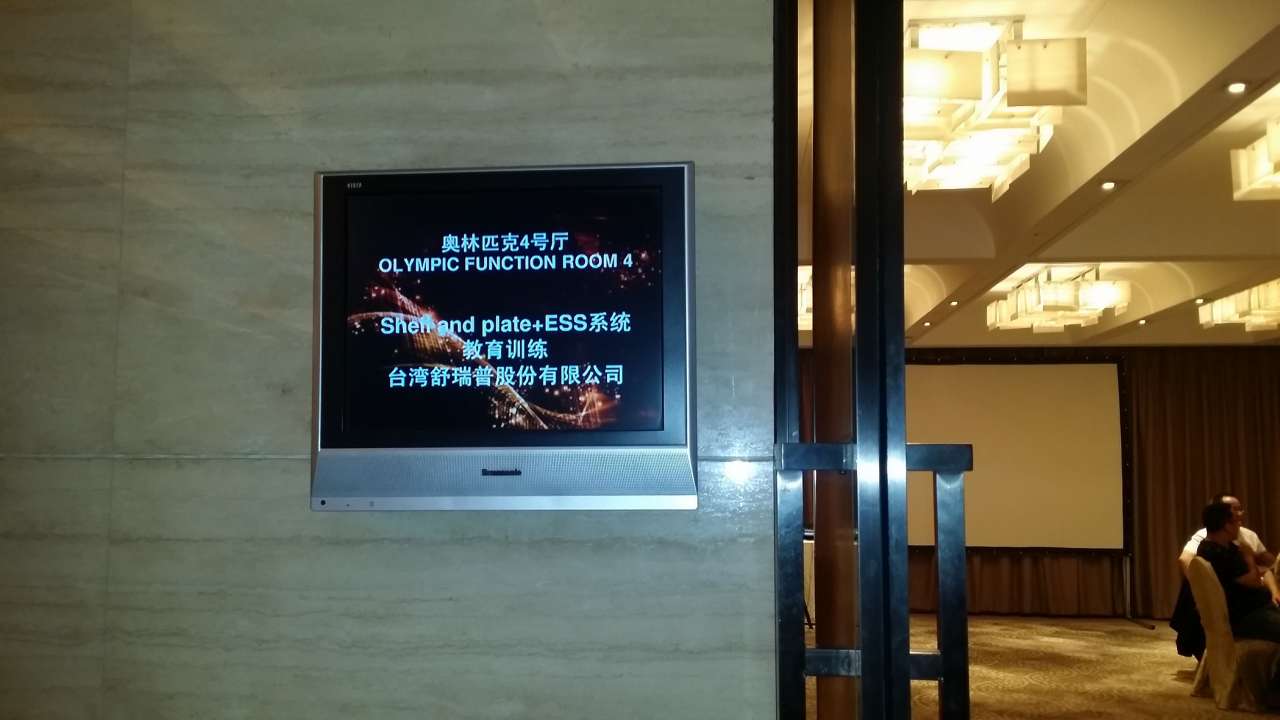 奥林匹克4号厅
OLYMPIC FUNCTION ROOM 4
Shell and plate+ESS系统
教育训练
台湾舒瑞普股份有限公司
Panasonic